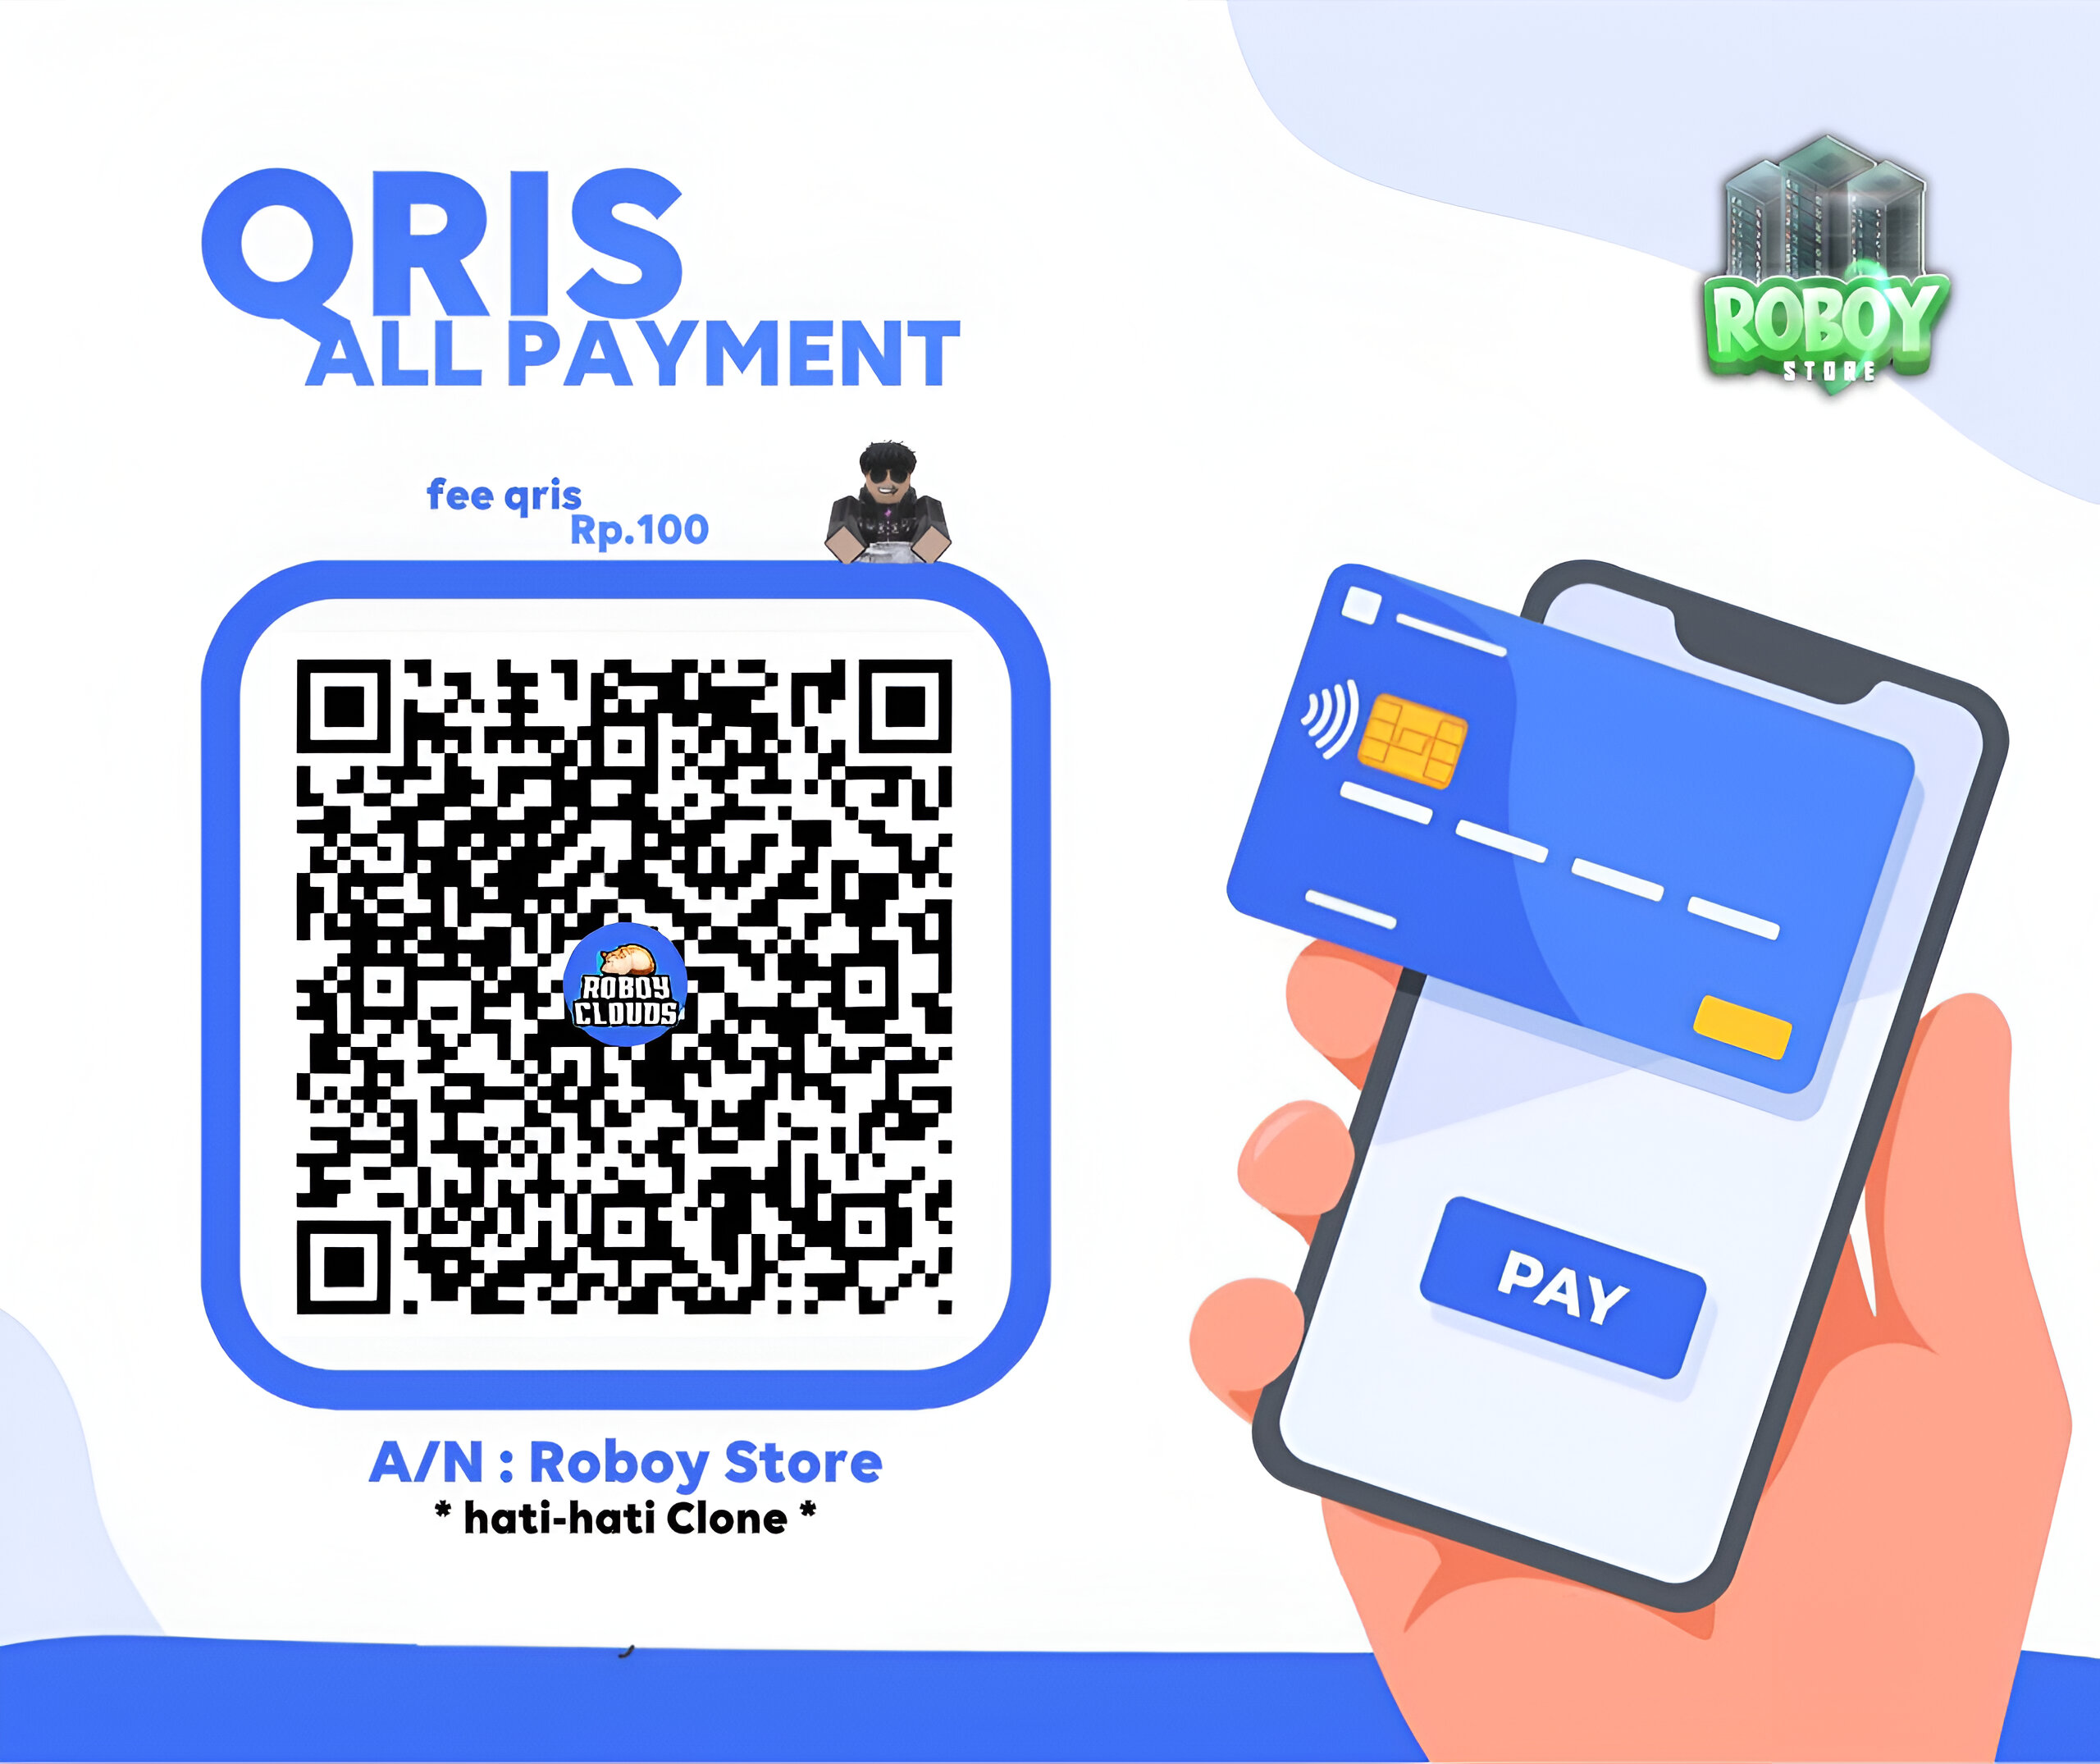 QRIS
ALL PAYMENT
ROBOY
STORE
fee qris
Rp.100
ROBOY
CLOUDS
A/N : Roboy Store
* hati-hati Clone *
PAY